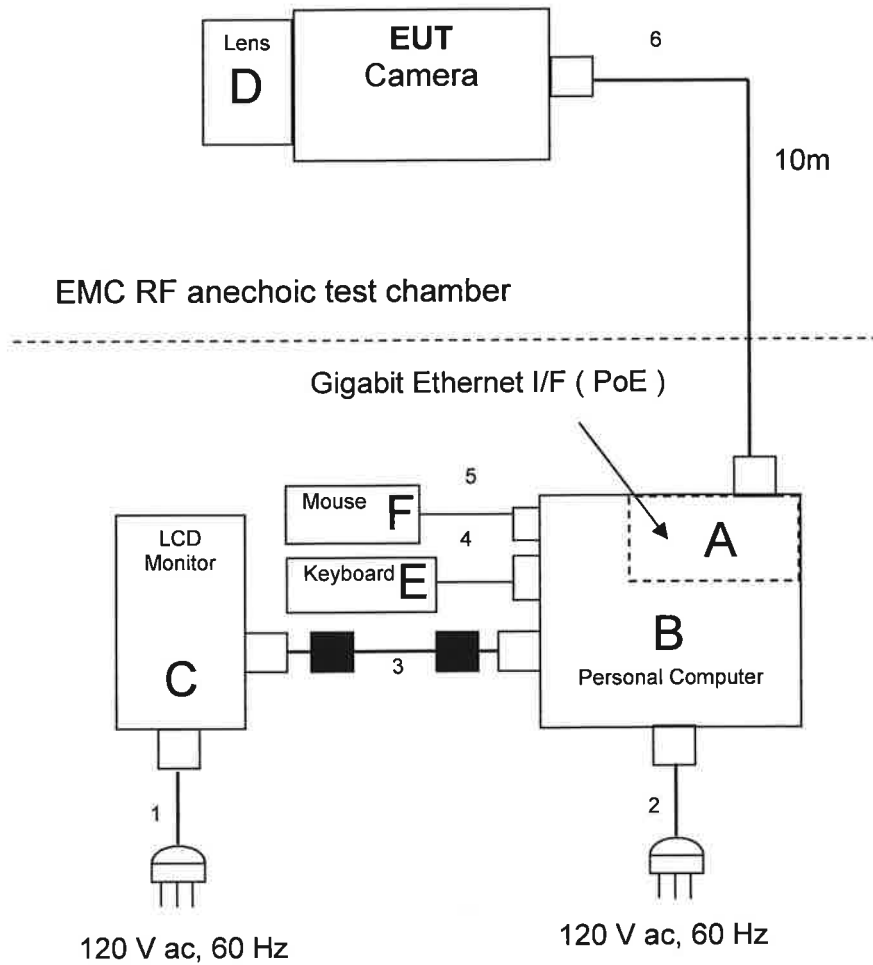 Lens
D
EUT
Camera
6
10m
EMC RF anechoic test chamber
Gigabit Ethernet I/F ( PoE )
5
Mouse F
4
Keyboard E
LCD
Monitor
C
3
A
B
Personal Computer
1
2
120 V ac, 60 Hz
120 V ac, 60 Hz